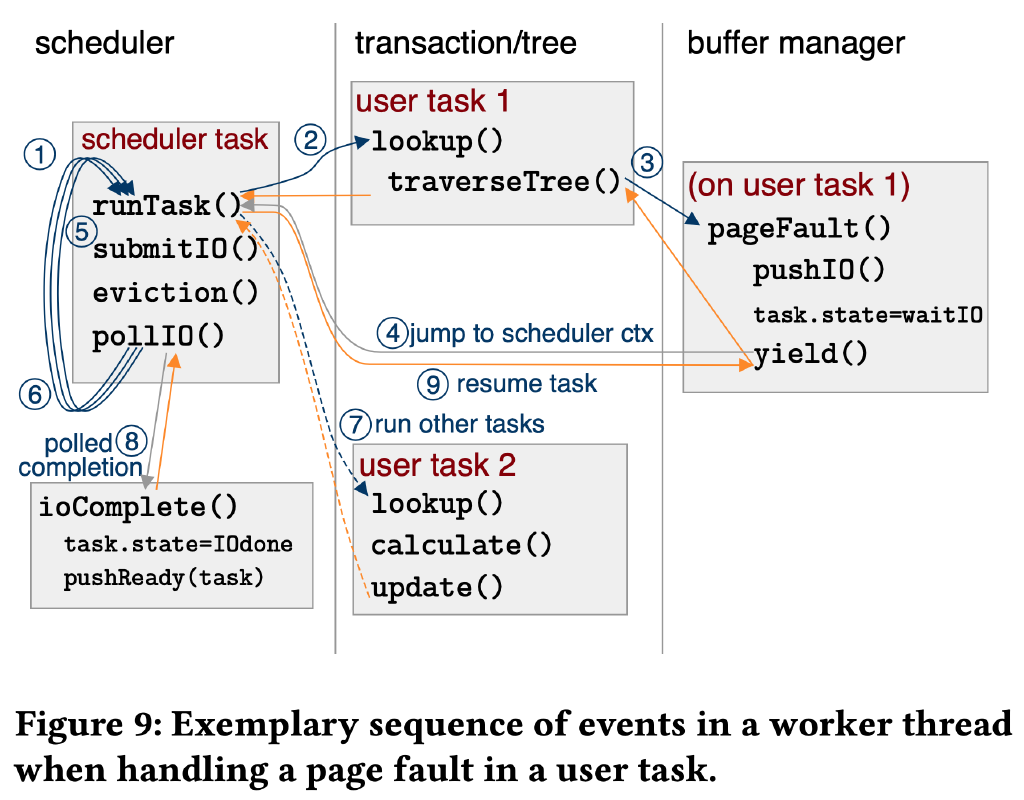 scheduler
transaction/tree
buffer manager
scheduler task
runTask()
submitIO()
eviction()
pollIO()
①
⑤
⑥
polled ⑧
completion
ioComplete()
task.state=IOdone
pushReady(task)
②
user task 1
lookup()
traverseTree()
③
(on user task 1)
pageFault()
pushIO()
task.state=waitIO
yield()
④ jump to scheduler ctx
⑨ resume task
⑦ run other tasks
user task 2
lookup()
calculate()
update()
Figure 9: Exemplary sequence of events in a worker thread
when handling a page fault in a user task.